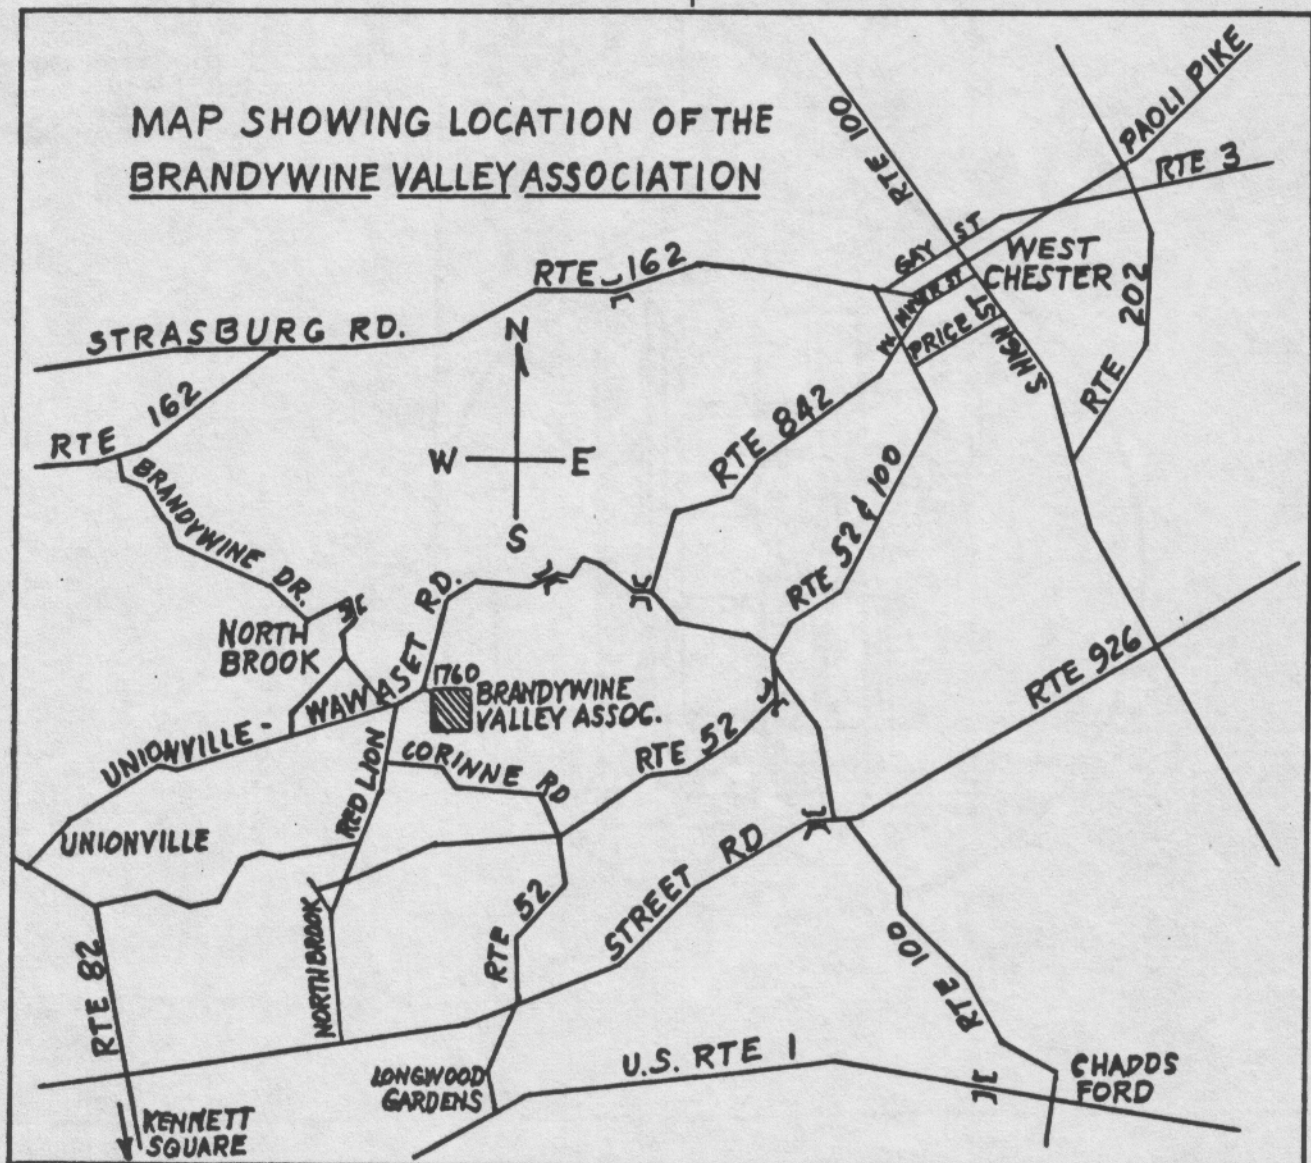 MAP SHOWING LOCATION OF THE
BRANDYWINE VALLEY ASSOCIATION
RTE 100
PAOLI PIKE
RTE 3
GAY ST
WEST
CHESTER
RTE 162
STRASBURG RD.
N
W
E
S
PRICE ST
S. HIGH
RTE 202
RTE 162
RTE 842
BRANDYWINE DR.
RTE 52 & 100
NORTH
BROOK
UNIONVILLE - WAWASET RD.
1760
BRANDYWINE
VALLEY ASSOC.
RTE 926
RED LION
CORINNE RD
RTE 52
UNIONVILLE
STREET RD
RTE 52
NORTHBROOK
RTE 82
RTE 100
U.S. RTE 1
LONGWOOD
GARDENS
CHADDS
FORD
KENNETT
SQUARE